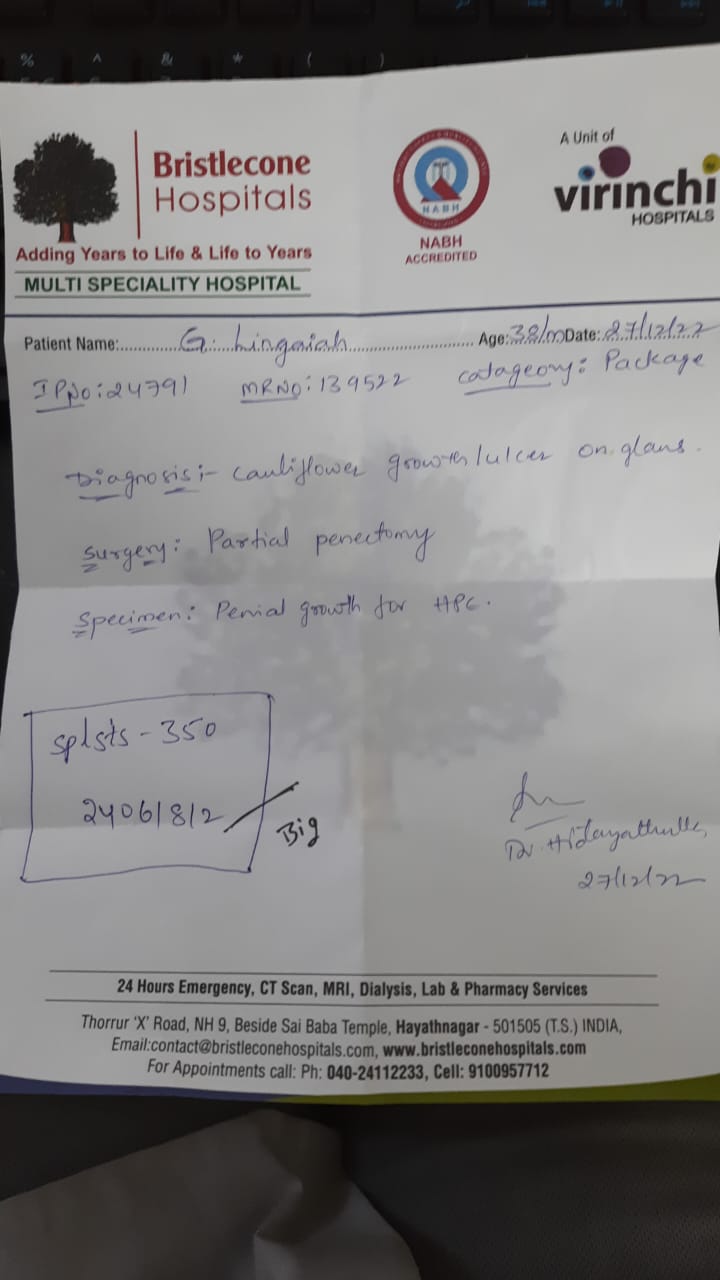 % ^ & * ( )
Bristlecone
Hospitals
Adding Years to Life & Life to Years
MULTI SPECIALITY HOSPITAL
NABH
NABH
ACCREDITED
A Unit of
virinchi
HOSPITALS
Patient Name:............G. Lingaiah........................... Age:38/m Date: 27/12/22
IP No: 24791 MRNO: 139522 catageory: Package
Diagnosis:- cauliflower growth/ulcer on glans.
Surgery: Partial penectomy
Specimen: Penial growth for HPE.
splsts - 350
24061812
Big
Dr. Hidayathulla,
27/12/22
24 Hours Emergency, CT Scan, MRI, Dialysis, Lab & Pharmacy Services
Thorrur 'X' Road, NH 9, Beside Sai Baba Temple, Hayathnagar - 501505 (T.S.) INDIA,
Email:contact@bristleconehospitals.com, www.bristleconehospitals.com
For Appointments call: Ph: 040-24112233, Cell: 9100957712